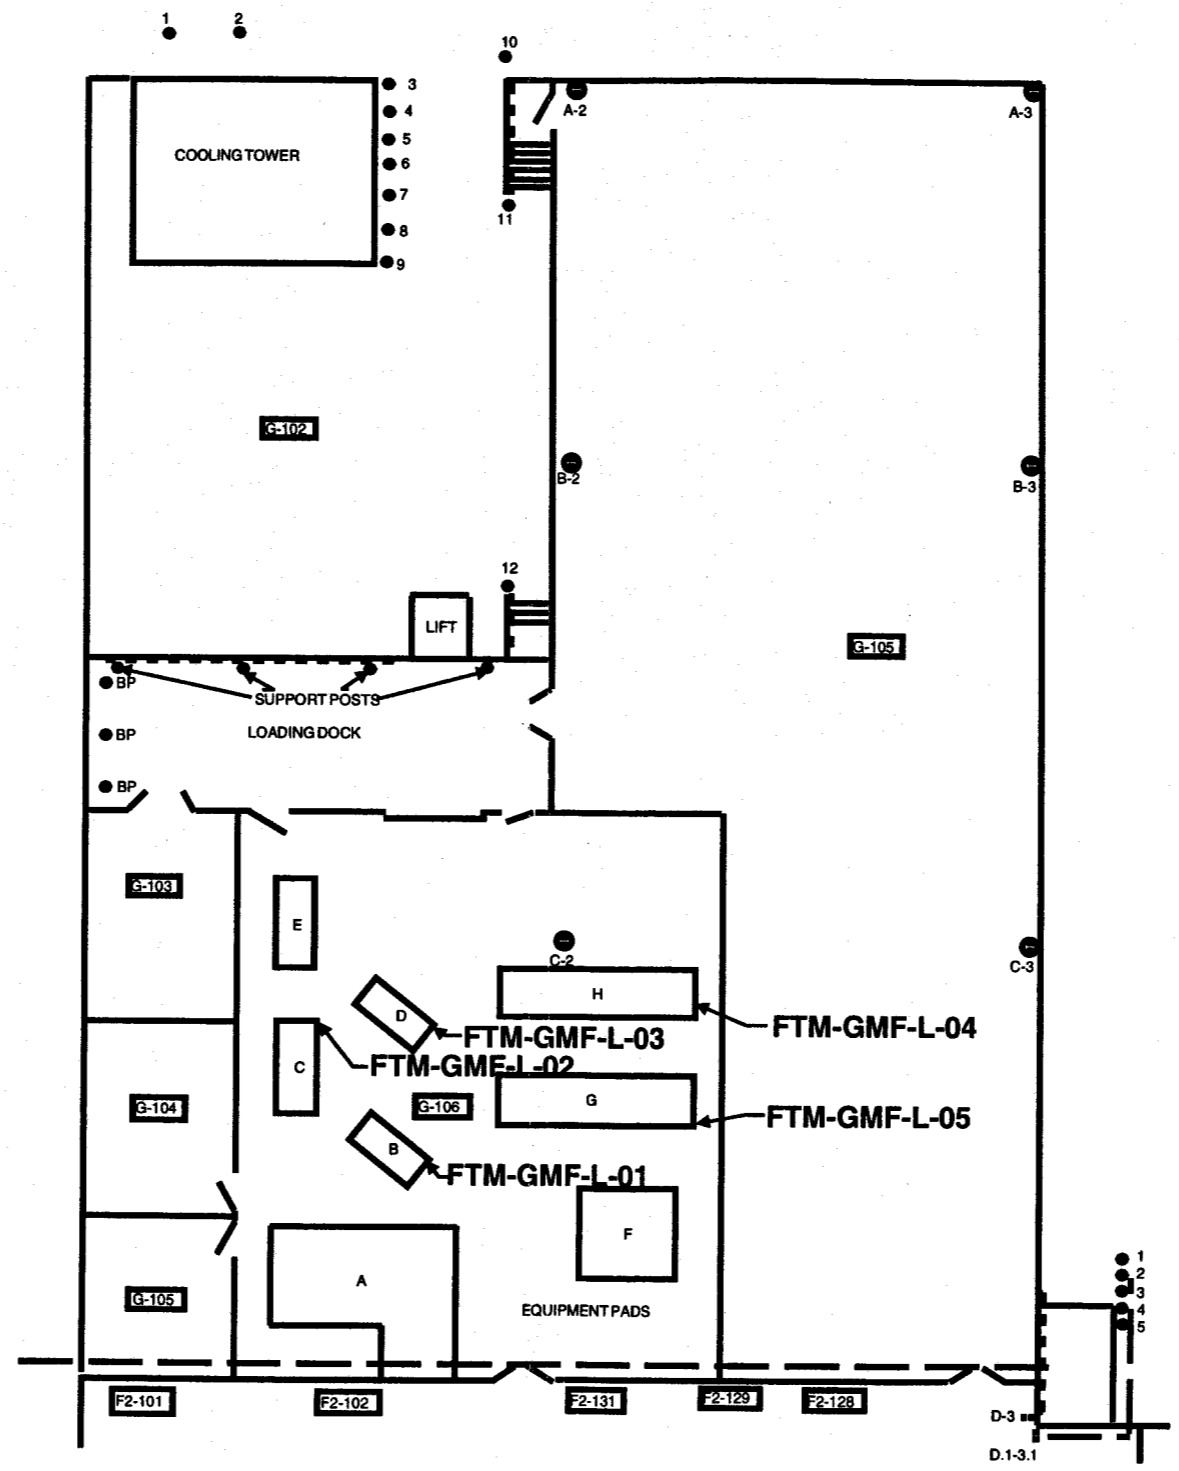 1
2
10
3
4
5
6
7
8
9
COOLING TOWER
A-2
A-3
11
G-102
B-2
B-3
12
LIFT
G-105
BP
SUPPORT POSTS
BP
LOADING DOCK
BP
G-103
E
C-2
C-3
H
D
FTM-GMF-L-03
FTM-GMF-L-04
C
FTM-GMF-L-02
G-104
G-106
G
FTM-GMF-L-05
B
FTM-GMF-L-01
F
A
G-105
EQUIPMENT PADS
1
2
3
4
5
F2-101
F2-102
F2-131
F2-129
F2-128
D-3
D.1-3.1